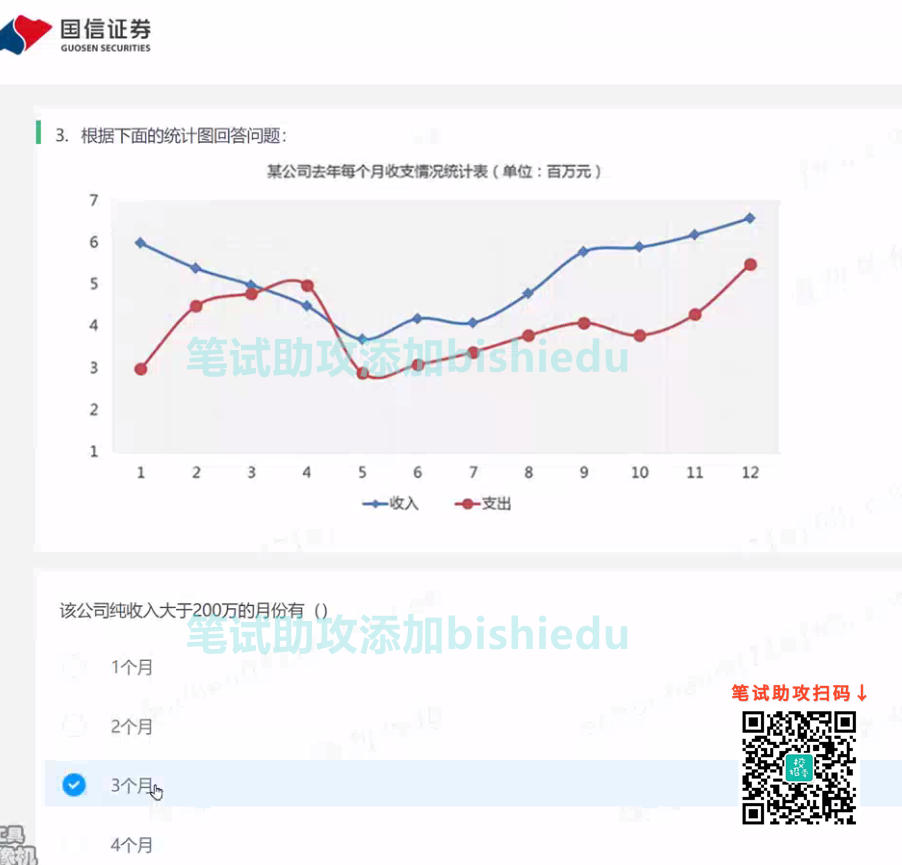 国信证券
GUOSEN SECURITIES
3. 根据下面的统计图回答问题：
某公司去年每个月收支情况统计表（单位：百万元）
7
6
5
4
3
2
1
1 2 3 4 5 6 7 8 9 10 11 12
收入 支出
笔试助攻添加bishiedu
该公司纯收入大于200万的月份有（）
笔试助攻添加bishiedu
1个月
2个月
3个月
4个月
笔试助攻扫码↓
工具